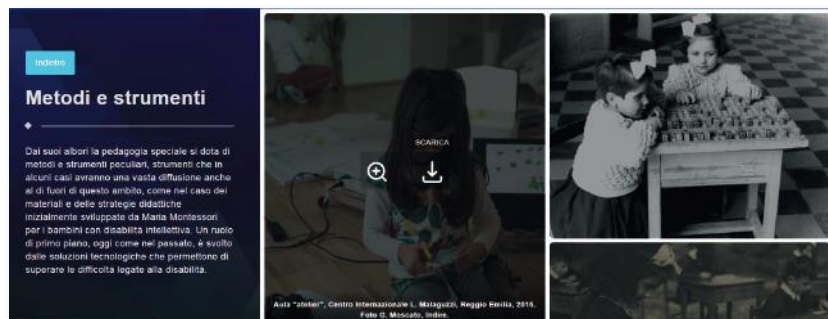 Indietro
Metodi e strumenti
Dai suoi albori la pedagogia speciale si dota di
metodi e strumenti peculiari, strumenti che in
alcuni casi avranno una vasta diffusione anche
al di fuori di questo ambito, come nel caso dei
materiali e delle strategie didattiche
inizialmente sviluppate da Maria Montessori
per i bambini con disabilità intellettiva. Un ruolo
di primo piano, oggi come nel passato, è svolto
dalle soluzioni tecnologiche che permettono di
superare le difficoltà legate alla disabilità.
SCARICA
Aula "atelier", Centro Internazionale L. Malaguzzi, Reggio Emilia, 2015.
Foto G. Moscato, Indire.